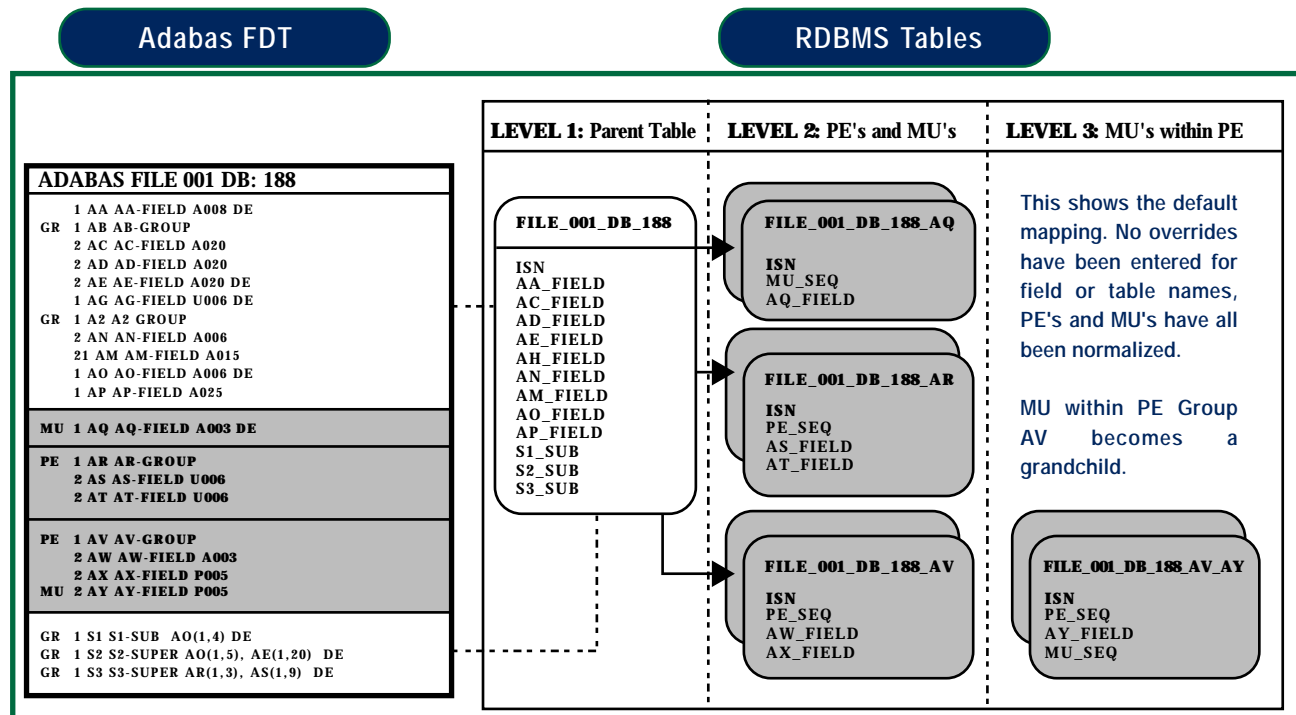 Adabas FDT
RDBMS Tables
ADABAS FILE 001 DB: 188
1 AA AA-FIELD A008 DE
GR 1 AB AB-GROUP
2 AC AC-FIELD A020
2 AD AD-FIELD A020
2 AE AE-FIELD A020 DE
1 AG AG-FIELD U006 DE
GR 1 A2 A2 GROUP
2 AN AN-FIELD A006
21 AM AM-FIELD A015
1 AO AO-FIELD A006 DE
1 AP AP-FIELD A025
MU 1 AQ AQ-FIELD A003 DE
PE 1 AR AR-GROUP
2 AS AS-FIELD U006
2 AT AT-FIELD U006
PE 1 AV AV-GROUP
2 AW AW-FIELD A003
2 AX AX-FIELD P005
MU 2 AY AY-FIELD P005
GR 1 S1 S1-SUB AO(1,4) DE
GR 1 S2 S2-SUPER AO(1,5), AE(1,20) DE
GR 1 S3 S3-SUPER AR(1,3), AS(1,9) DE
LEVEL 1: Parent Table
FILE_001_DB_188
ISN
AA_FIELD
AC_FIELD
AD_FIELD
AE_FIELD
AH_FIELD
AN_FIELD
AM_FIELD
AO_FIELD
AP_FIELD
S1_SUB
S2_SUB
S3_SUB
LEVEL 2: PE's and MU's
FILE_001_DB_188_AQ
ISN
MU_SEQ
AQ_FIELD
FILE_001_DB_188_AR
ISN
PE_SEQ
AS_FIELD
AT_FIELD
FILE_001_DB_188_AV
ISN
PE_SEQ
AW_FIELD
AX_FIELD
LEVEL 3: MU's within PE
This shows the default
mapping. No overrides
have been entered for
field or table names,
PE's and MU's have all
been normalized.
MU within PE Group
AV becomes a
grandchild.
FILE_001_DB_188_AV_AY
ISN
PE_SEQ
AY_FIELD
MU_SEQ